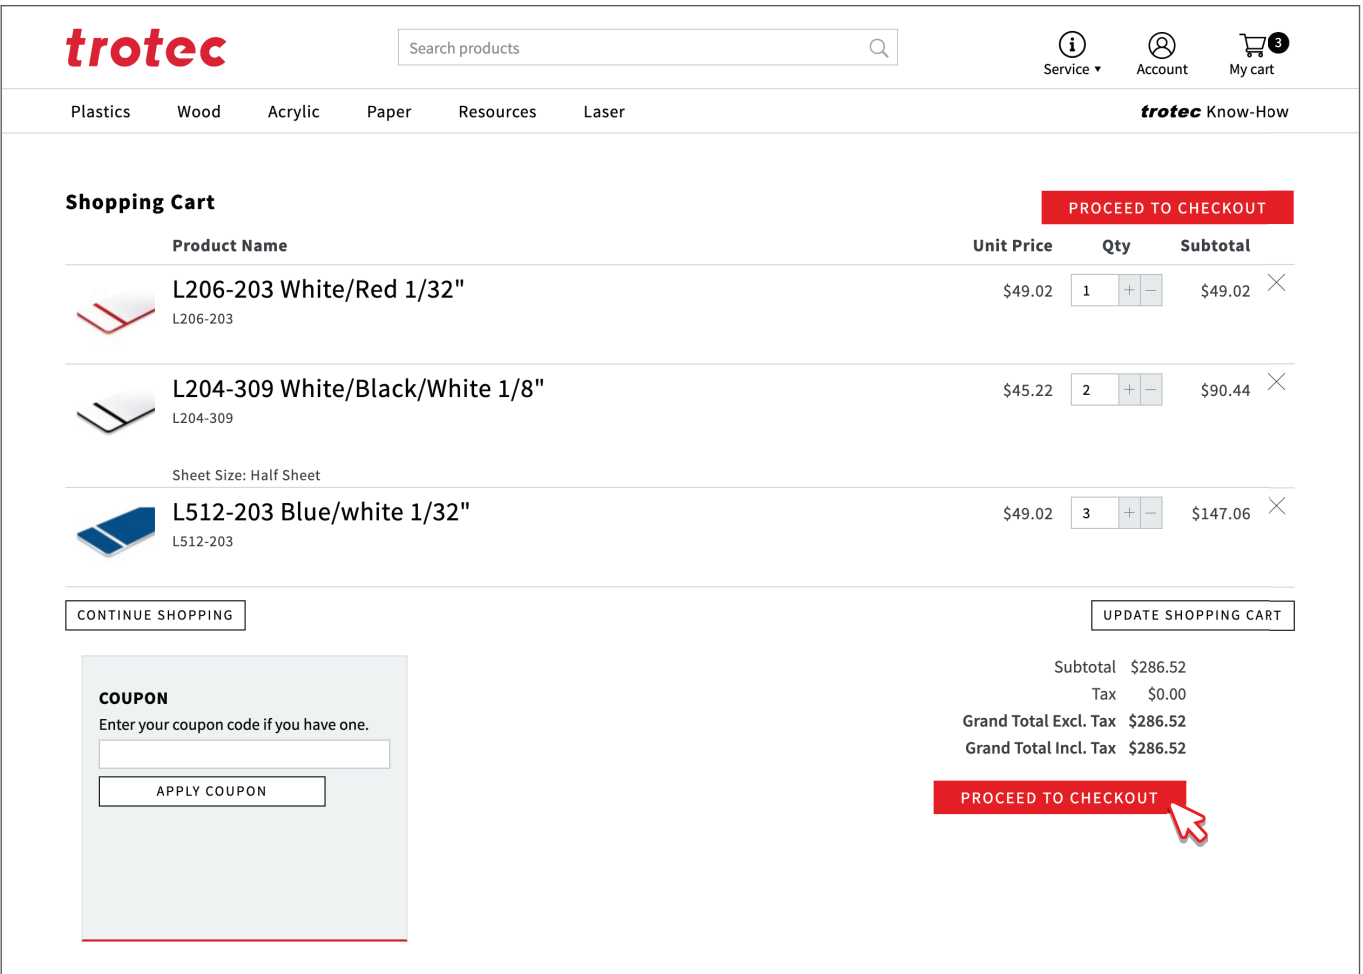 trotec
Search products
Service ▾
Account
3
My cart
Plastics Wood Acrylic Paper Resources Laser
trotec Know-How
Shopping Cart
PROCEED TO CHECKOUT
Product Name Unit Price Qty Subtotal
L206-203 White/Red 1/32" $49.02 1 + − $49.02
L206-203
L204-309 White/Black/White 1/8" $45.22 2 + − $90.44
L204-309
Sheet Size: Half Sheet
L512-203 Blue/white 1/32" $49.02 3 + − $147.06
L512-203
CONTINUE SHOPPING
UPDATE SHOPPING CART
COUPON
Enter your coupon code if you have one.
APPLY COUPON
Subtotal $286.52
Tax $0.00
Grand Total Excl. Tax $286.52
Grand Total Incl. Tax $286.52
PROCEED TO CHECKOUT